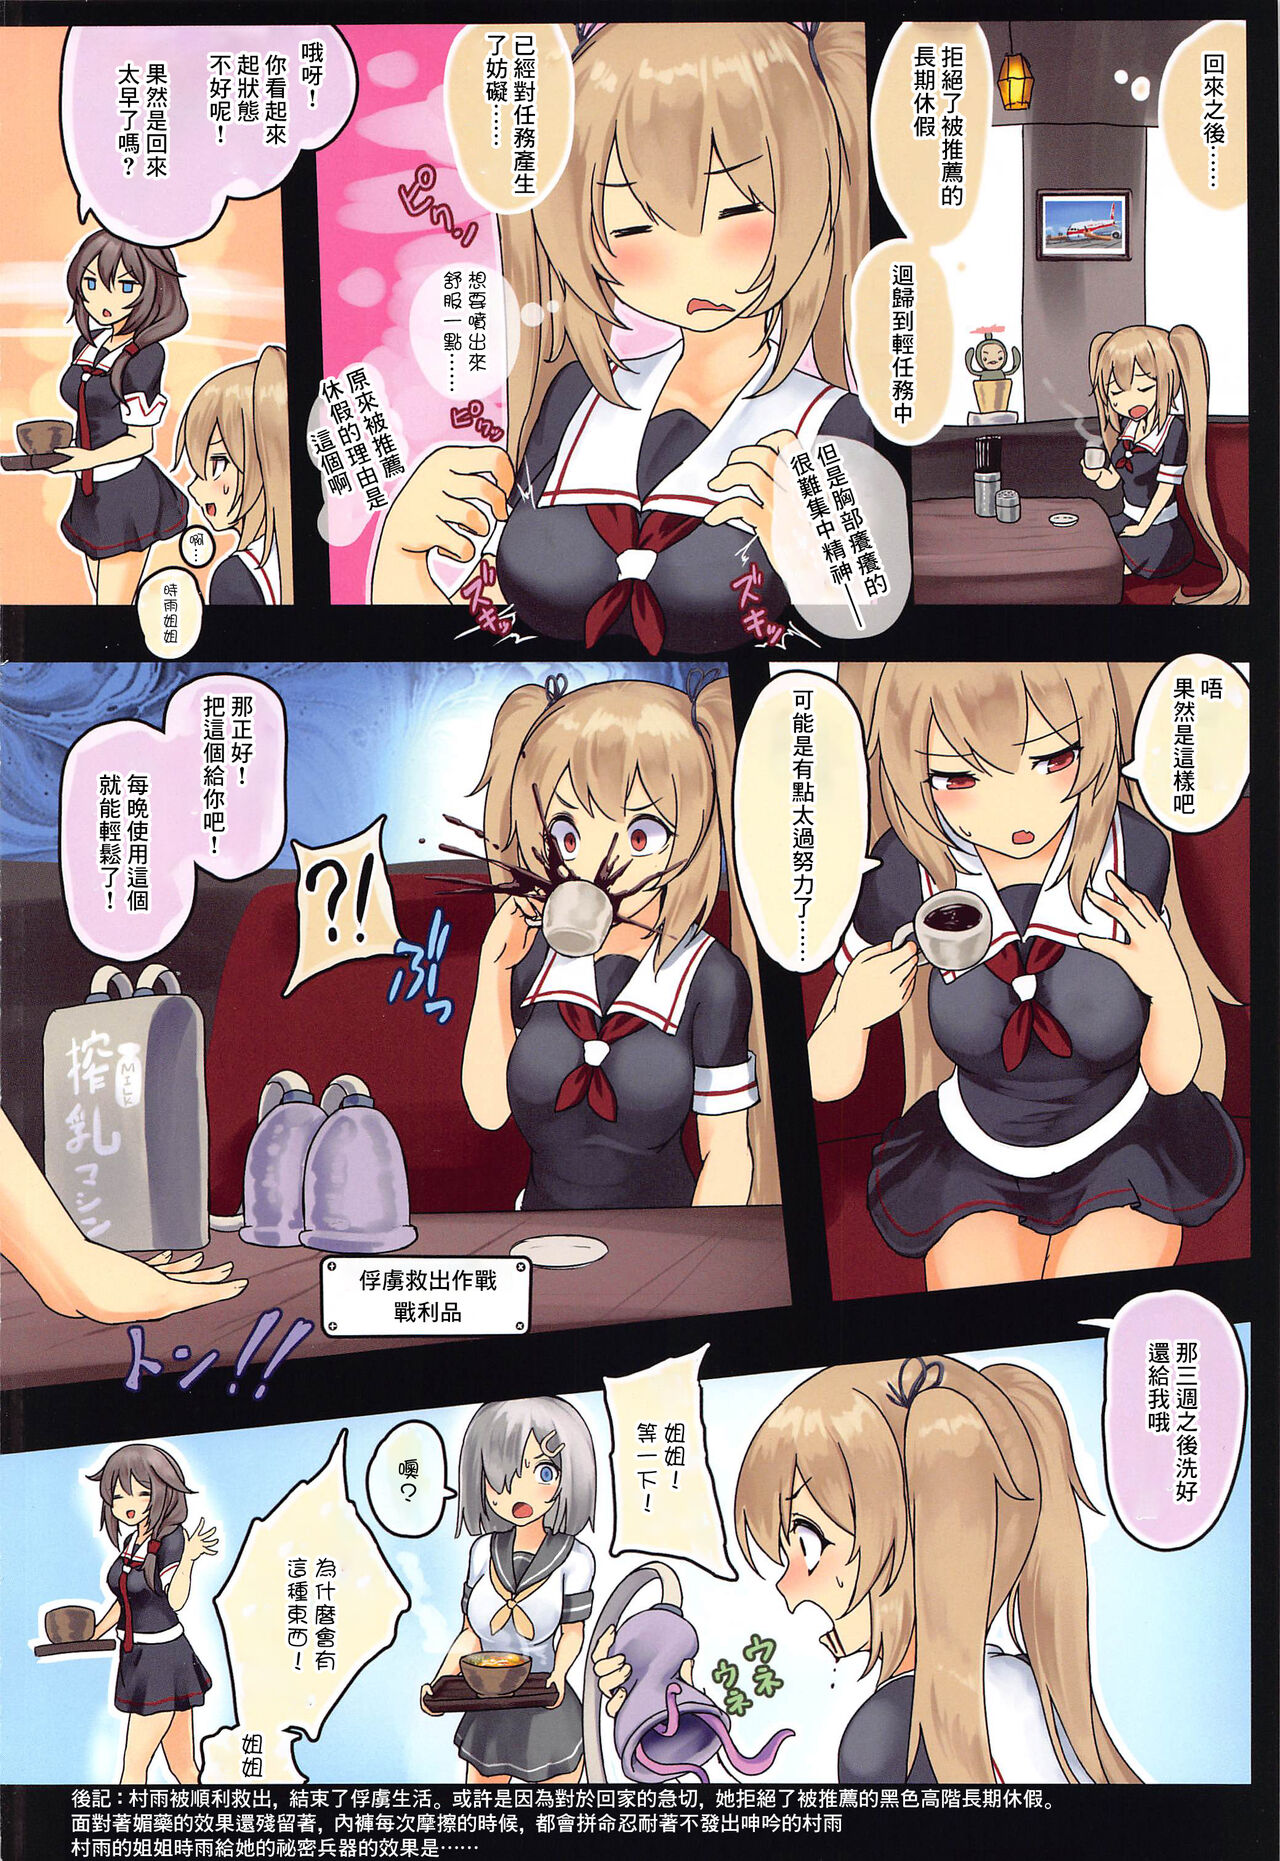 回來之後……
拒絕了被推薦的
長期休假
迴歸到輕任務中
已經對任務產生
了妨礙……
但是胸部癢癢的
很難集中精神——
想要噴出來
舒服一點……
原來被推薦
休假的理由是
這個啊
ピクッ
ピクンッ
ピクッ
ズキッ
ズキッ
哦呀！
你看起來
起狀態
不好呢！
果然是回來
太早了嗎？
啊…
時雨姐姐
唔
果然是這樣吧
可能是有點太過努力了……
?!
ぶっ
那正好！
把這個給你吧！
每晚使用這個
就能輕鬆了！
MILK
搾乳マシン
俘虜救出作戰
戰利品
トン!!
那三週之後洗好
還給我哦
姐姐！
等一下！
ウネ
ウネ
ウネ
噢？
為什麼會有
這種東西！
姐姐
後記：村雨被順利救出，結束了俘虜生活。或許是因為對於回家的急切，她拒絕了被推薦的黑色高階長期休假。
面對著媚藥的效果還殘留著，內褲每次摩擦的時候，都會拼命忍耐著不發出呻吟的村雨
村雨的姐姐時雨給她的祕密兵器的效果是……